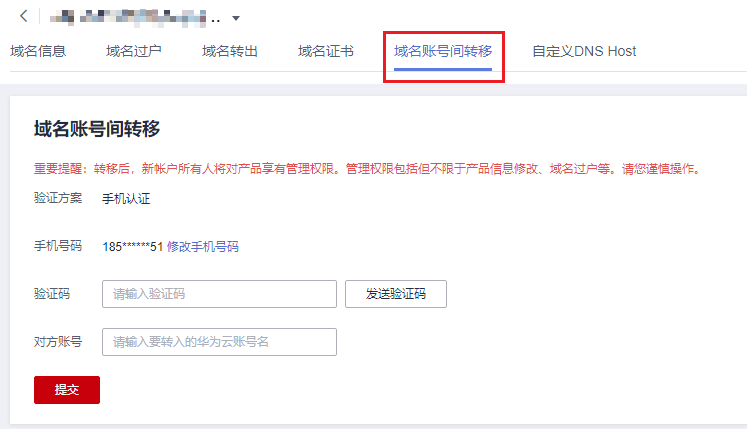 ..
域名信息 域名过户 域名转出 域名证书 域名账号间转移 自定义DNS Host
域名账号间转移
重要提醒：转移后，新帐户所有人将对产品享有管理权限。管理权限包括但不限于产品信息修改、域名过户等。请您谨慎操作。
验证方案 手机认证
手机号码 185******51 修改手机号码
验证码 请输入验证码 发送验证码
对方账号 请输入要转入的华为云账号名
提交